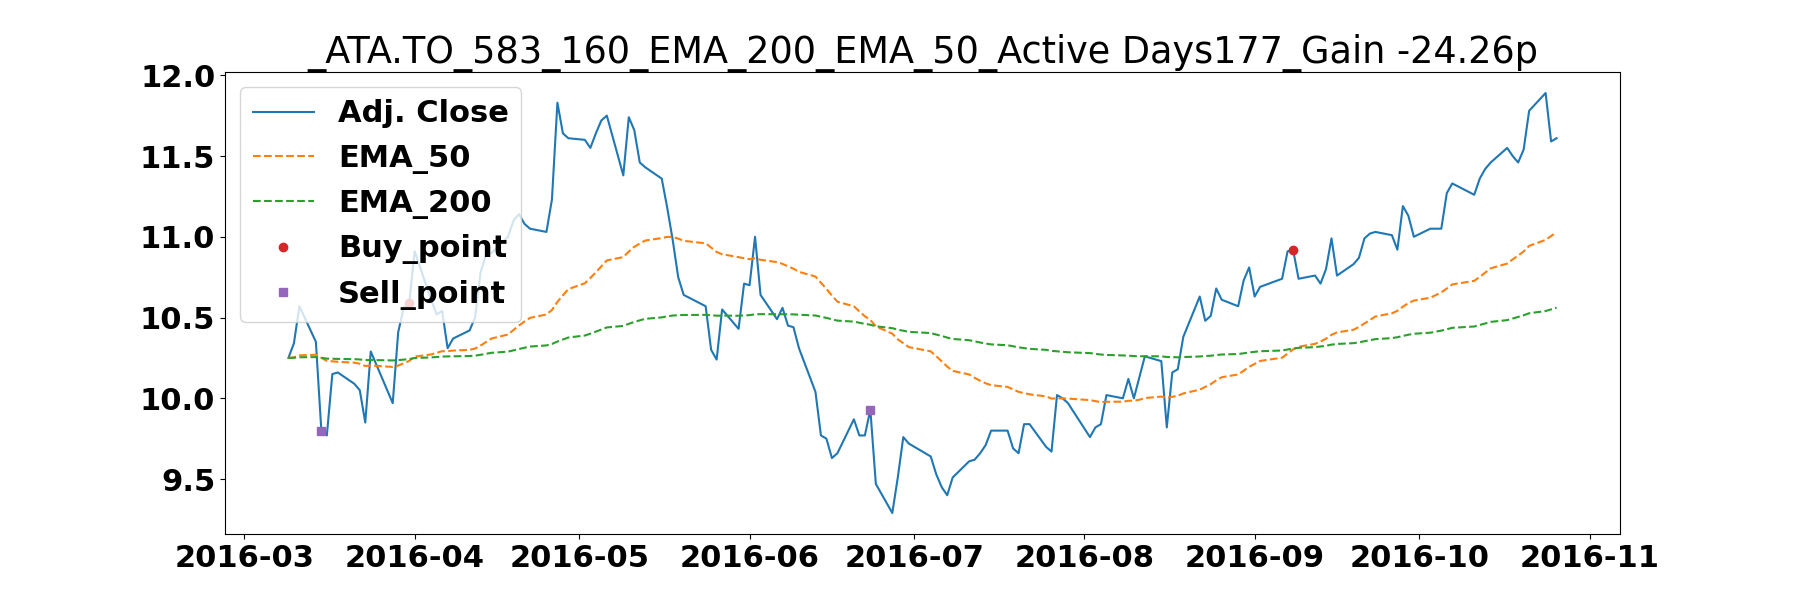 _ATA.TO_583_160_EMA_200_EMA_50_Active Days177_Gain -24.26p
12.0
11.5
11.0
10.5
10.0
9.5
Adj. Close
EMA_50
EMA_200
Buy_point
Sell_point
2016-03 2016-04 2016-05 2016-06 2016-07 2016-08 2016-09 2016-10 2016-11